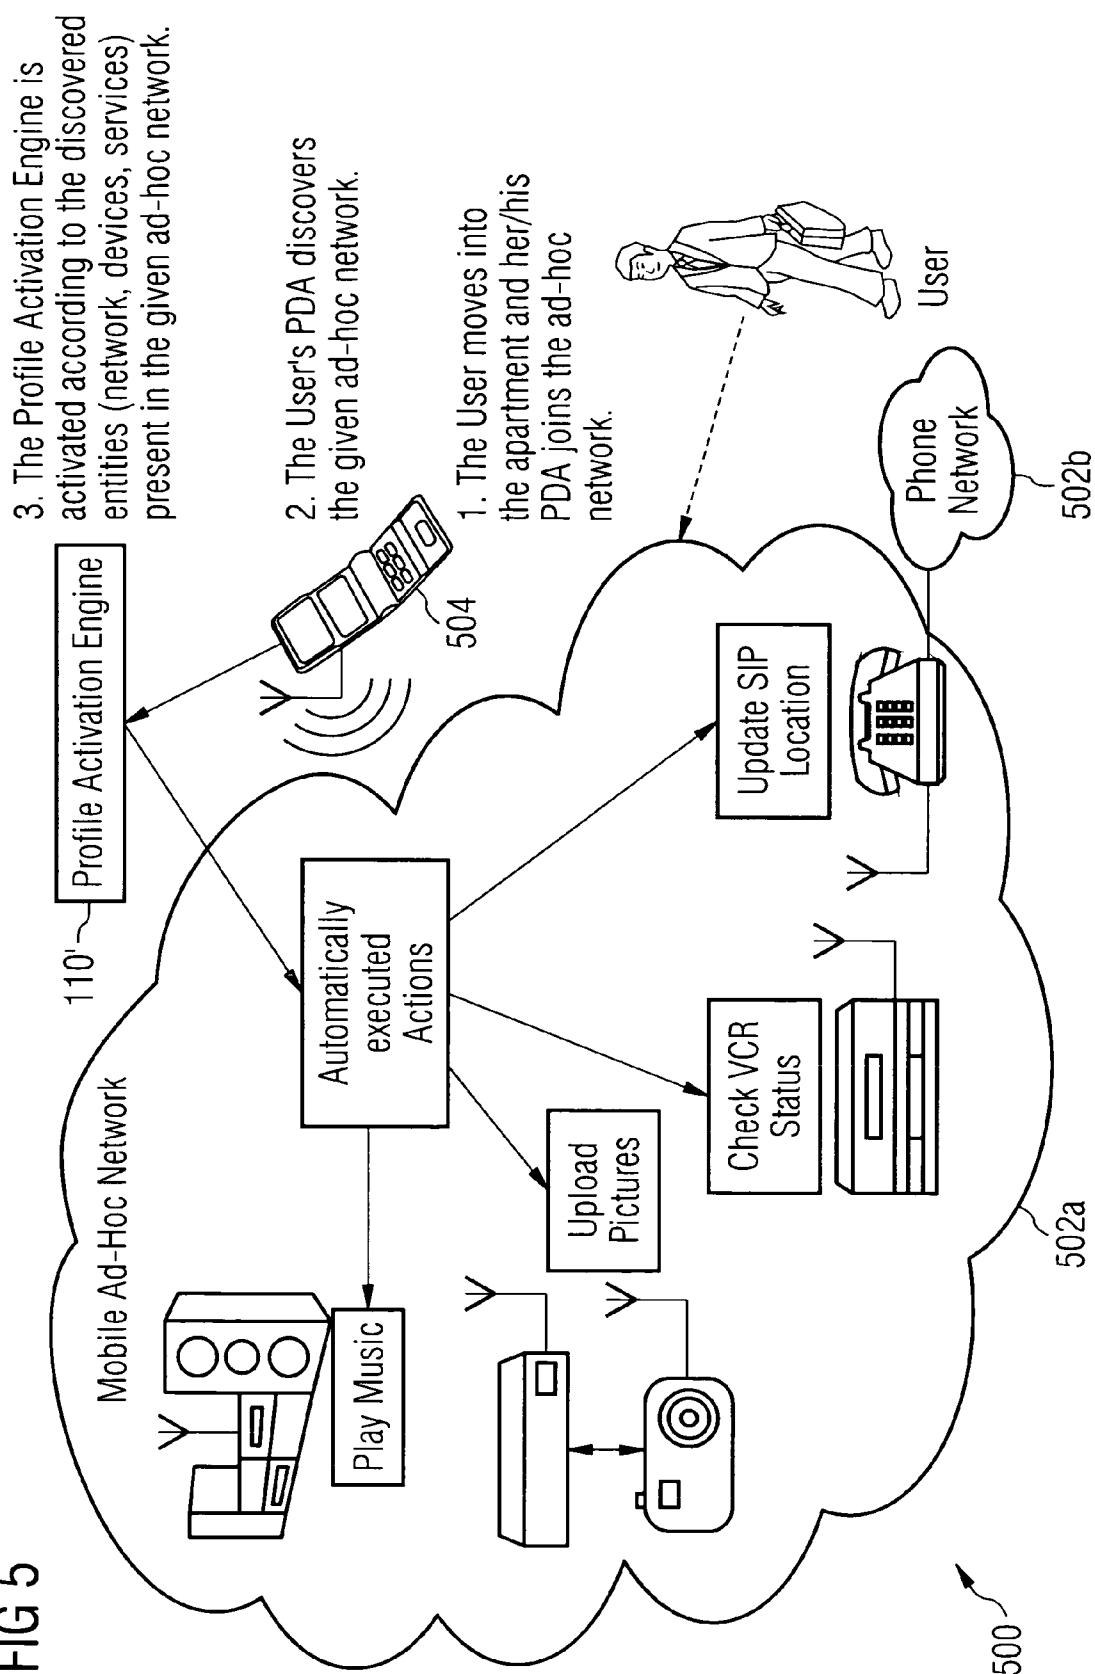 FIG 5
110'
Profile Activation Engine
3. The Profile Activation Engine is
activated according to the discovered
entities (network, devices, services)
present in the given ad-hoc network.
2. The User's PDA discovers
the given ad-hoc network.
504
1. The User moves into
the apartment and her/his
PDA joins the ad-hoc
network.
Mobile Ad-Hoc Network
Automatically
executed
Actions
Play Music
Upload
Pictures
Check VCR
Status
Update SIP
Location
User
Phone
Network
502b
502a
500